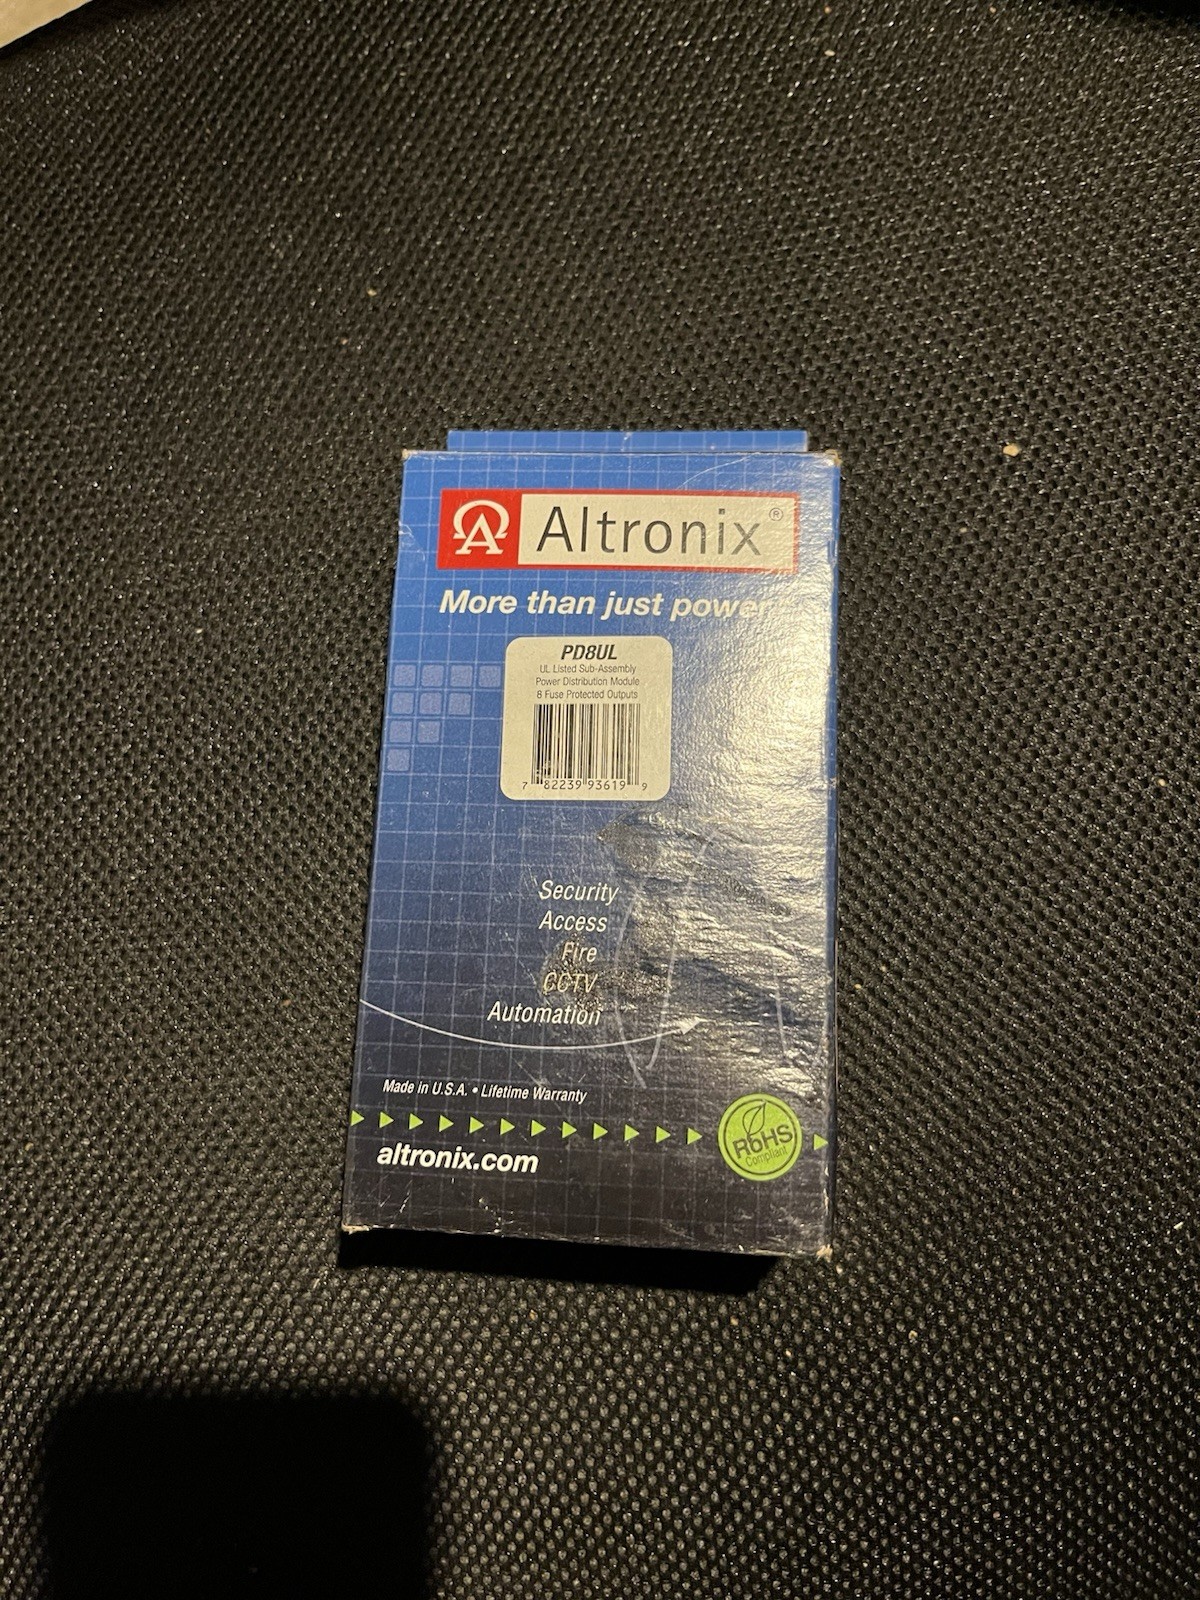 Altronix®
More than just power
PD8UL
UL Listed Sub-Assembly
Power Distribution Module
8 Fuse Protected Outputs
7 82239 93619 9
Security
Access
Fire
CCTV
Automation
Made in U.S.A. • Lifetime Warranty
RoHS
Compliant
altronix.com